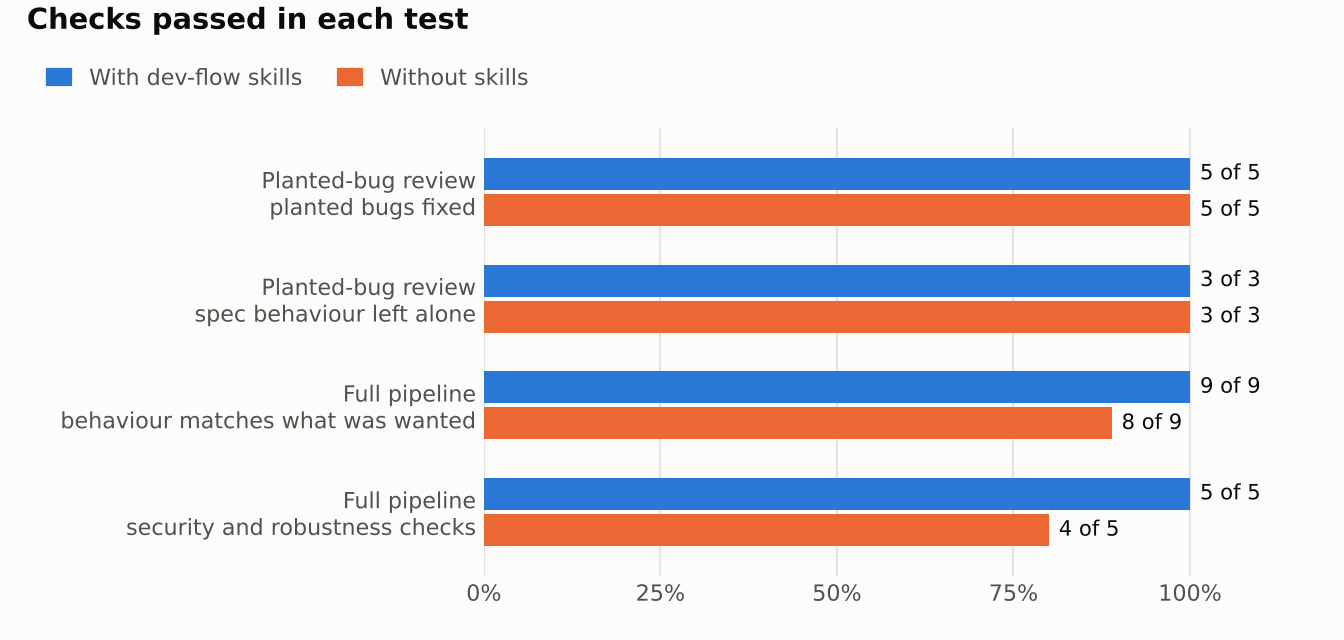 Checks passed in each test
With dev-flow skills
Without skills
Planted-bug review
planted bugs fixed
5 of 5
5 of 5
Planted-bug review
spec behaviour left alone
3 of 3
3 of 3
Full pipeline
behaviour matches what was wanted
9 of 9
8 of 9
Full pipeline
security and robustness checks
5 of 5
4 of 5
0%
25%
50%
75%
100%